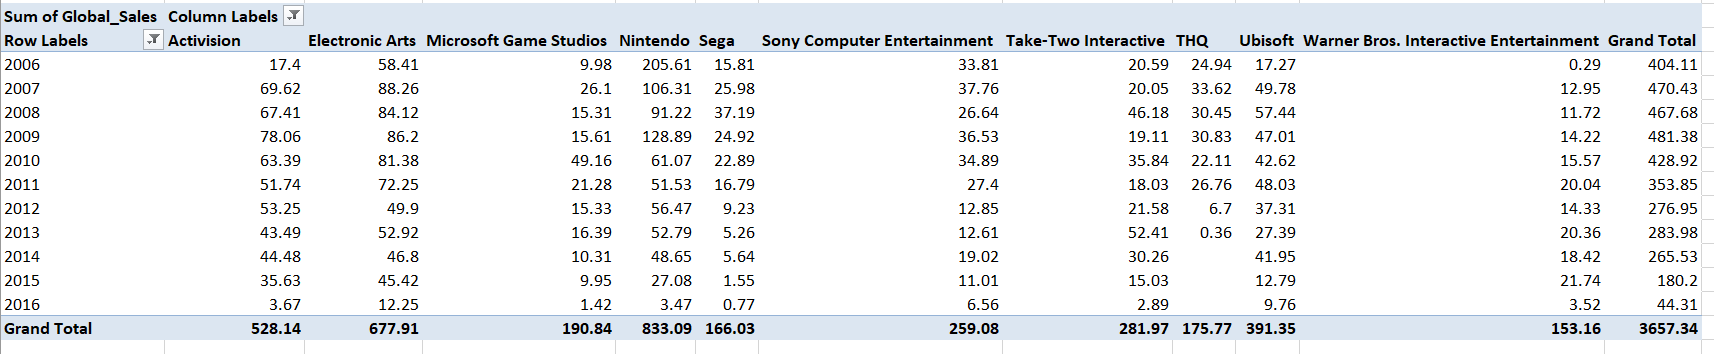 Sum of Global_Sales Column Labels
Row Labels Activision Electronic Arts Microsoft Game Studios Nintendo Sega Sony Computer Entertainment Take-Two Interactive THQ Ubisoft Warner Bros. Interactive Entertainment Grand Total
2006 17.4 58.41 9.98 205.61 15.81 33.81 20.59 24.94 17.27 0.29 404.11
2007 69.62 88.26 26.1 106.31 25.98 37.76 20.05 33.62 49.78 12.95 470.43
2008 67.41 84.12 15.31 91.22 37.19 26.64 46.18 30.45 57.44 11.72 467.68
2009 78.06 86.2 15.61 128.89 24.92 36.53 19.11 30.83 47.01 14.22 481.38
2010 63.39 81.38 49.16 61.07 22.89 34.89 35.84 22.11 42.62 15.57 428.92
2011 51.74 72.25 21.28 51.53 16.79 27.4 18.03 26.76 48.03 20.04 353.85
2012 53.25 49.9 15.33 56.47 9.23 12.85 21.58 6.7 37.31 14.33 276.95
2013 43.49 52.92 16.39 52.79 5.26 12.61 52.41 0.36 27.39 20.36 283.98
2014 44.48 46.8 10.31 48.65 5.64 19.02 30.26 41.95 18.42 265.53
2015 35.63 45.42 9.95 27.08 1.55 11.01 15.03 12.79 21.74 180.2
2016 3.67 12.25 1.42 3.47 0.77 6.56 2.89 9.76 3.52 44.31
Grand Total 528.14 677.91 190.84 833.09 166.03 259.08 281.97 175.77 391.35 153.16 3657.34